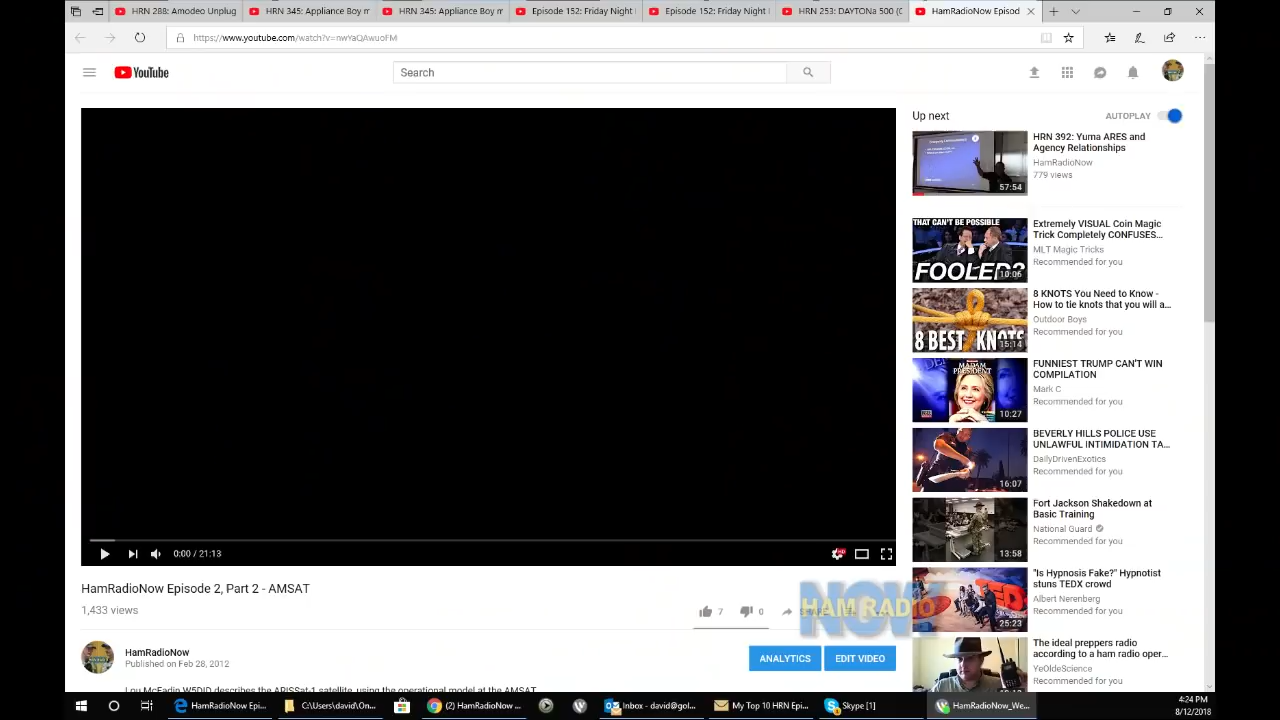 HRN 288: Amodeo Unplug
HRN 345: Appliance Boy m
HRN 345: Appliance Boy m
Episode 152: Friday Night
Episode 152: Friday Night
HRN 253: DAYTONa 500 (D
HamRadioNow Episod
https://www.youtube.com/watch?v=nwYaQAwuoFM
YouTube
Search
Up next
AUTOPLAY
HRN 392: Yuma ARES and
Agency Relationships
HamRadioNow
779 views
57:54
THAT CAN'T BE POSSIBLE
FOOLED?
10:06
Extremely VISUAL Coin Magic
Trick Completely CONFUSES...
MLT Magic Tricks
Recommended for you
8 BEST KNOTS
15:14
8 KNOTS You Need to Know -
How to tie knots that you will a...
Outdoor Boys
Recommended for you
MADAM
PRESIDENT
10:27
FUNNIEST TRUMP CAN'T WIN
COMPILATION
Mark C
Recommended for you
16:07
BEVERLY HILLS POLICE USE
UNLAWFUL INTIMIDATION TA...
DailyDrivenExotics
Recommended for you
13:58
Fort Jackson Shakedown at
Basic Training
National Guard
Recommended for you
TED
25:23
"Is Hypnosis Fake?" Hypnotist
stuns TEDX crowd
Albert Nerenberg
Recommended for you
The ideal preppers radio
according to a ham radio oper...
YeOldeScience
Recommended for you
0:00 / 21:13
HD
HamRadioNow Episode 2, Part 2 - AMSAT
1,433 views
7
0
SHARE
HAM RADIO
NOW
HamRadioNow
Published on Feb 28, 2012
ANALYTICS
EDIT VIDEO
Lou McFadin W5DID describes the ARISSat-1 satellite, using the operational model at the AMSAT
HamRadioNow Epi...
C:\Users\david\On...
(2) HamRadioNow ...
Inbox - david@gol...
My Top 10 HRN Epi...
Skype [1]
HamRadioNow_We...
4:24 PM
8/12/2018